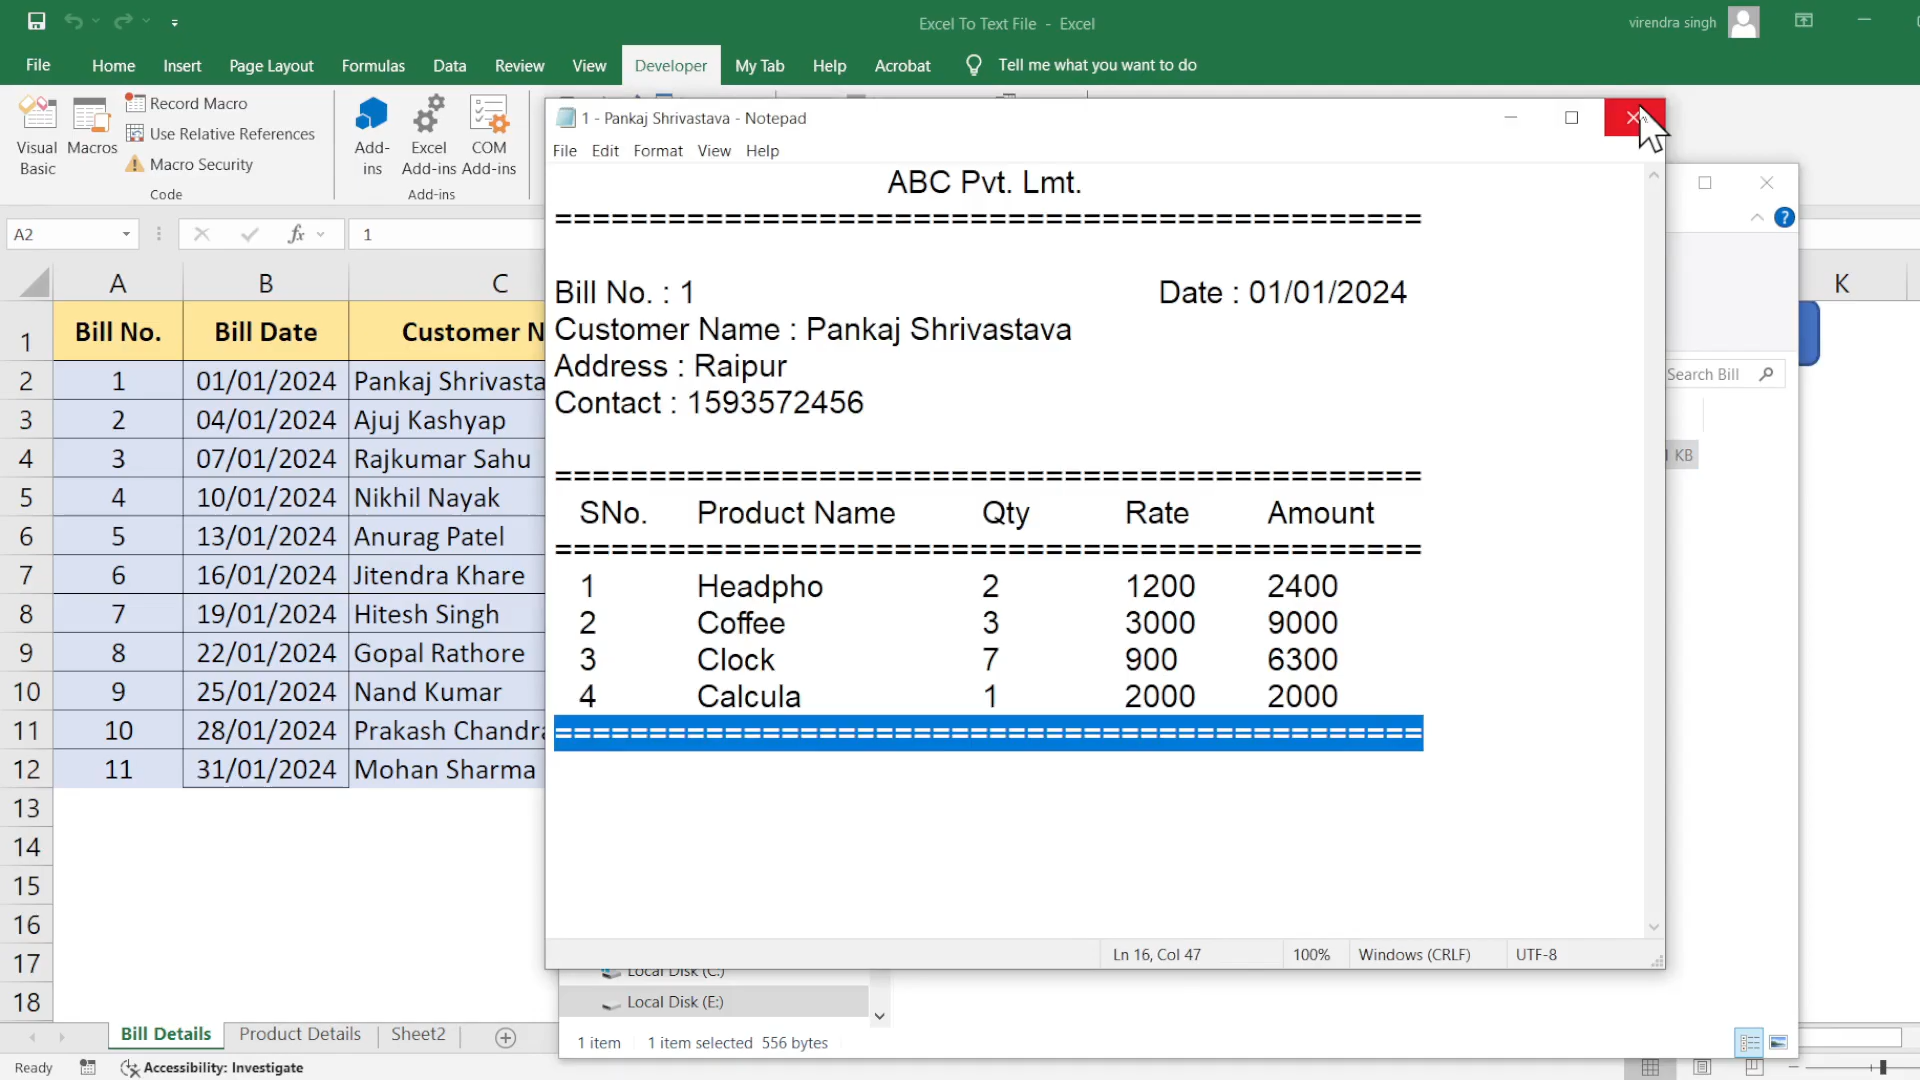 Excel To Text File - Excel
virendra singh
File Home Insert Page Layout Formulas Data Review View Developer My Tab Help Acrobat Tell me what you want to do
Visual Basic
Macros
Record Macro
Use Relative References
Macro Security
Code
Add-ins
Excel Add-ins
COM Add-ins
Add-ins
A2
fx
1
A B C K
1 Bill No. Bill Date Customer N
2 1 01/01/2024 Pankaj Shrivasta
3 2 04/01/2024 Ajuj Kashyap
4 3 07/01/2024 Rajkumar Sahu
5 4 10/01/2024 Nikhil Nayak
6 5 13/01/2024 Anurag Patel
7 6 16/01/2024 Jitendra Khare
8 7 19/01/2024 Hitesh Singh
9 8 22/01/2024 Gopal Rathore
10 9 25/01/2024 Nand Kumar
11 10 28/01/2024 Prakash Chandra
12 11 31/01/2024 Mohan Sharma
13
14
15
16
17
18
1 - Pankaj Shrivastava - Notepad
File Edit Format View Help
ABC Pvt. Lmt.
==============================================
Bill No. : 1 Date : 01/01/2024
Customer Name : Pankaj Shrivastava
Address : Raipur
Contact : 1593572456
==============================================
SNo. Product Name Qty Rate Amount
==============================================
1 Headpho 2 1200 2400
2 Coffee 3 3000 9000
3 Clock 7 900 6300
4 Calcula 1 2000 2000
==============================================
Ln 16, Col 47 100% Windows (CRLF) UTF-8
?
Search Bill
1 KB
Local Disk (C:)
Local Disk (E:)
1 item 1 item selected 556 bytes
Bill Details Product Details Sheet2
Ready Accessibility: Investigate